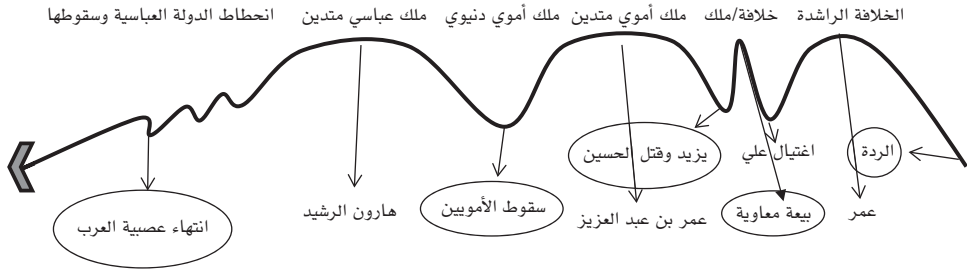 الخلافة الراشدة
خلافة/ملك
ملك أموي متدين
ملك أموي دنيوي
ملك عباسي متدين
انحطاط الدولة العباسية وسقوطها
الردة
اغتيال علي
يزيد وقتل الحسين
عمر
بيعة معاوية
عمر بن عبد العزيز
سقوط الأمويين
هارون الرشيد
انتهاء عصبية العرب